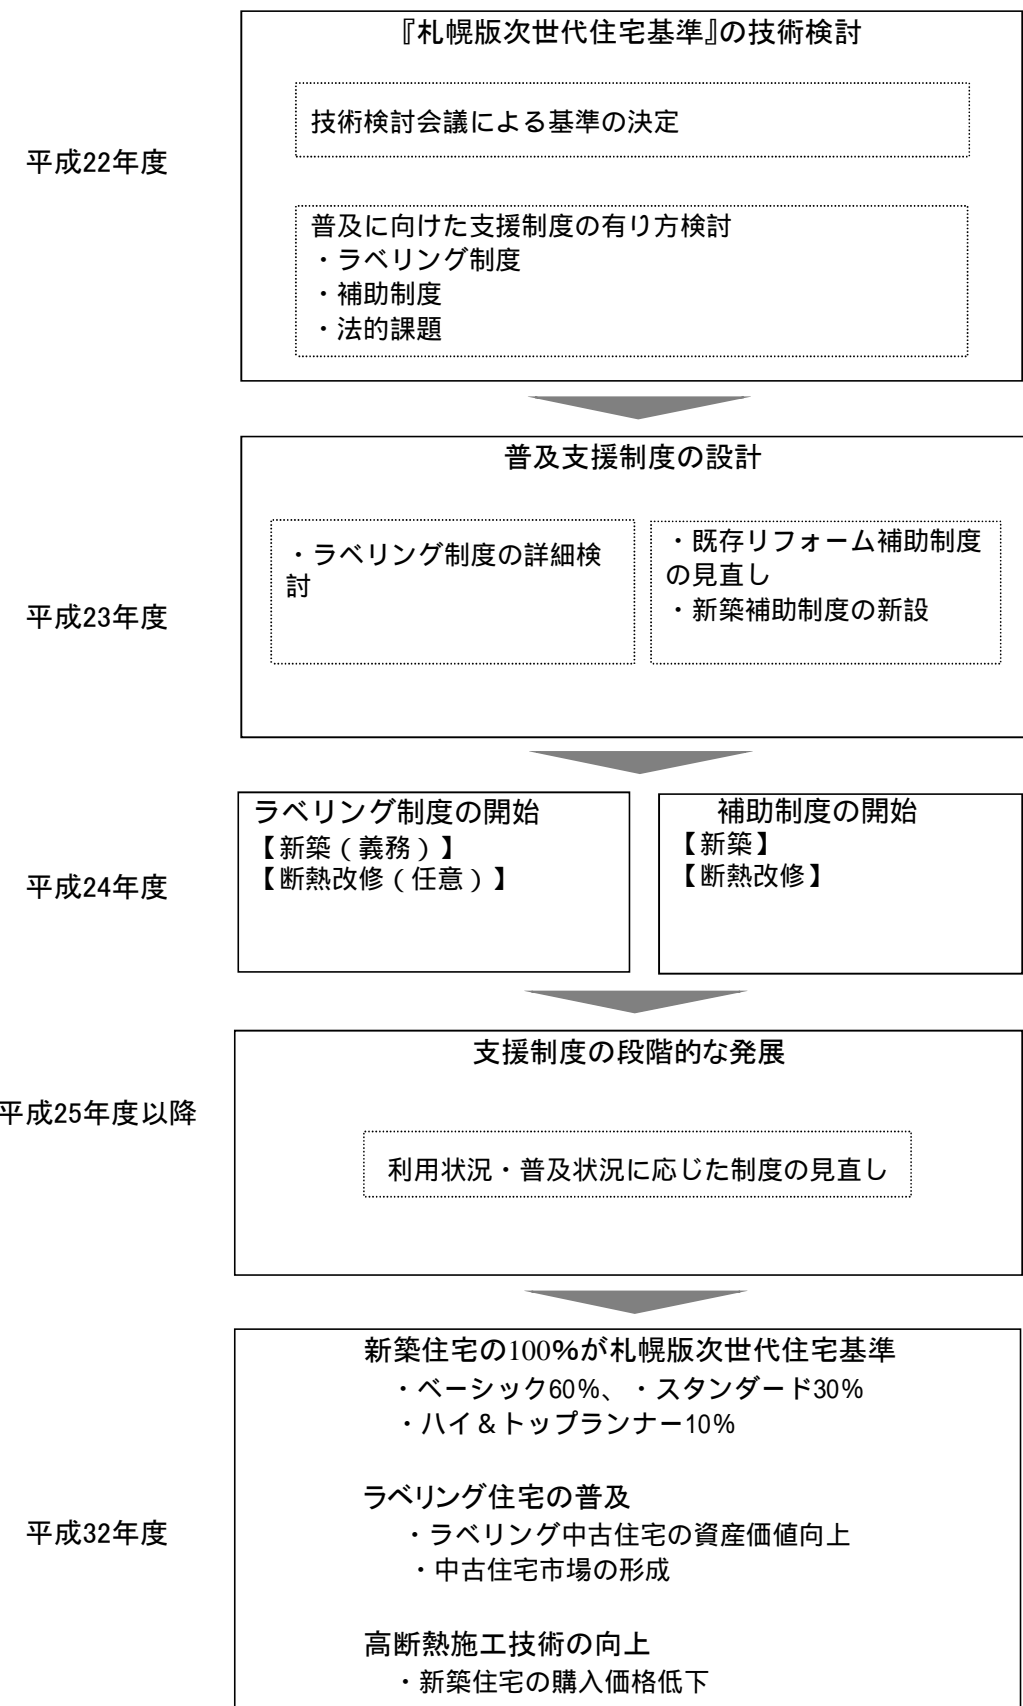 『札幌版次世代住宅基準』の技術検討
技術検討会議による基準の決定
平成22年度
普及に向けた支援制度の有り方検討
・ラベリング制度
・補助制度
・法的課題
普及支援制度の設計
・ラベリング制度の詳細検
討
・既存リフォーム補助制度
の見直し
・新築補助制度の新設
平成23年度
ラベリング制度の開始
【新築（義務）】
【断熱改修（任意）】
補助制度の開始
【新築】
【断熱改修】
平成24年度
支援制度の段階的な発展
平成25年度以降
利用状況・普及状況に応じた制度の見直し
新築住宅の100%が札幌版次世代住宅基準
・ベーシック60%、・スタンダード30%
・ハイ＆トップランナー10%
ラベリング住宅の普及
・ラベリング中古住宅の資産価値向上
・中古住宅市場の形成
平成32年度
高断熱施工技術の向上
・新築住宅の購入価格低下